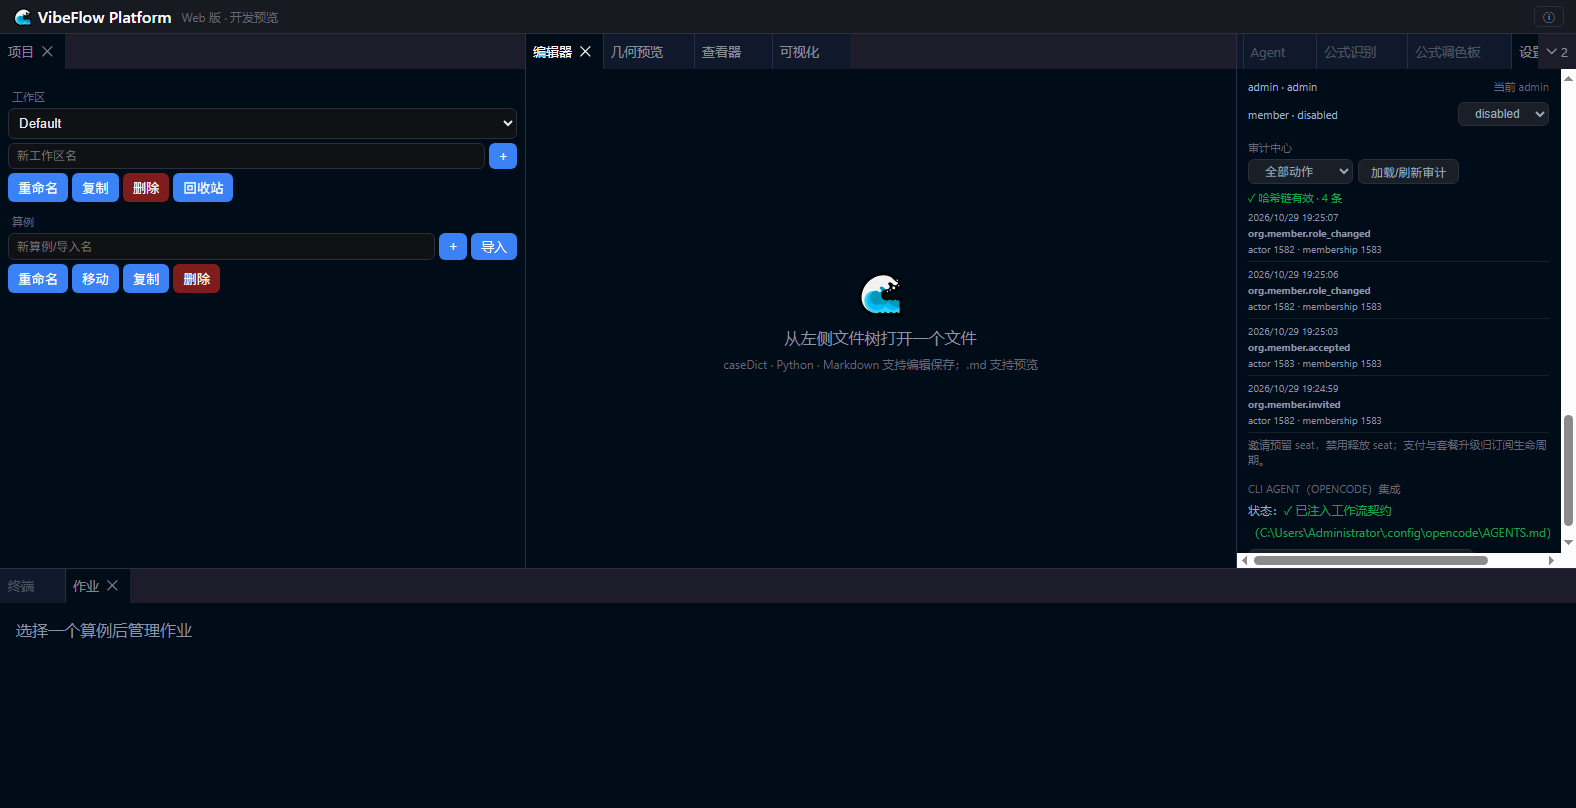 VibeFlow Platform Web 版 · 开发预览
项目
工作区
Default
新工作区名
+
重命名 复制 删除 回收站
算例
新算例/导入名
+ 导入
重命名 移动 复制 删除
编辑器 几何预览 查看器 可视化
从左侧文件树打开一个文件
caseDict · Python · Markdown 支持编辑保存；.md 支持预览
Agent 公式识别 公式调色板 2
admin · admin 当前 admin
member · disabled disabled
审计中心
全部动作 加载/刷新审计
✓ 哈希链有效 · 4 条
2026/10/29 19:25:07
org.member.role_changed
actor 1582 · membership 1583
2026/10/29 19:25:06
org.member.role_changed
actor 1582 · membership 1583
2026/10/29 19:25:03
org.member.accepted
actor 1583 · membership 1583
2026/10/29 19:24:59
org.member.invited
actor 1582 · membership 1583
邀请预留 seat，禁用释放 seat；支付与套餐升级归订阅生命周
期。
CLI AGENT（OPENCODE）集成
状态：✓ 已注入工作流契约
（C:\Users\Administrator\.config\opencode\AGENTS.md）
终端 作业
选择一个算例后管理作业